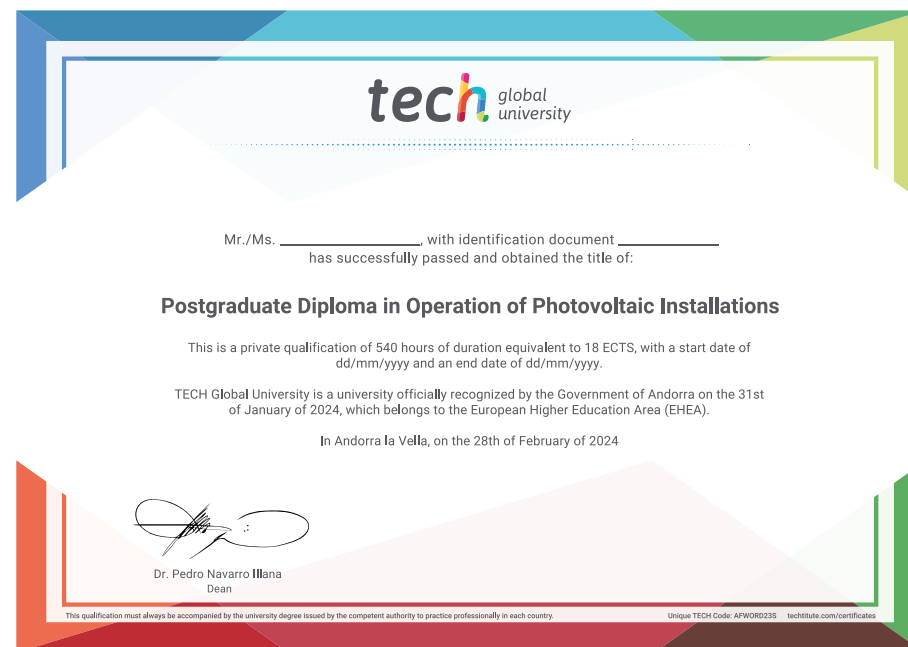 tech global
university
Mr./Ms. ____________________, with identification document ______________
has successfully passed and obtained the title of:
Postgraduate Diploma in Operation of Photovoltaic Installations
This is a private qualification of 540 hours of duration equivalent to 18 ECTS, with a start date of
dd/mm/yyyy and an end date of dd/mm/yyyy.
TECH Global University is a university officially recognized by the Government of Andorra on the 31st
of January of 2024, which belongs to the European Higher Education Area (EHEA).
In Andorra la Vella, on the 28th of February of 2024
Dr. Pedro Navarro Illana
Dean
This qualification must always be accompanied by the university degree issued by the competent authority to practice professionally in each country.
Unique TECH Code: AFWORD23S techtitute.com/certificates